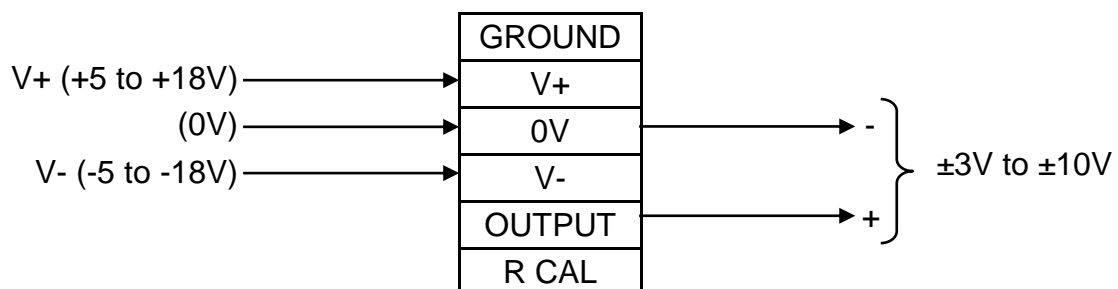 GROUND
V+ (+5 to +18V)
V+
(0V)
0V
-
V- (-5 to -18V)
V-
±3V to ±10V
OUTPUT
+
R CAL